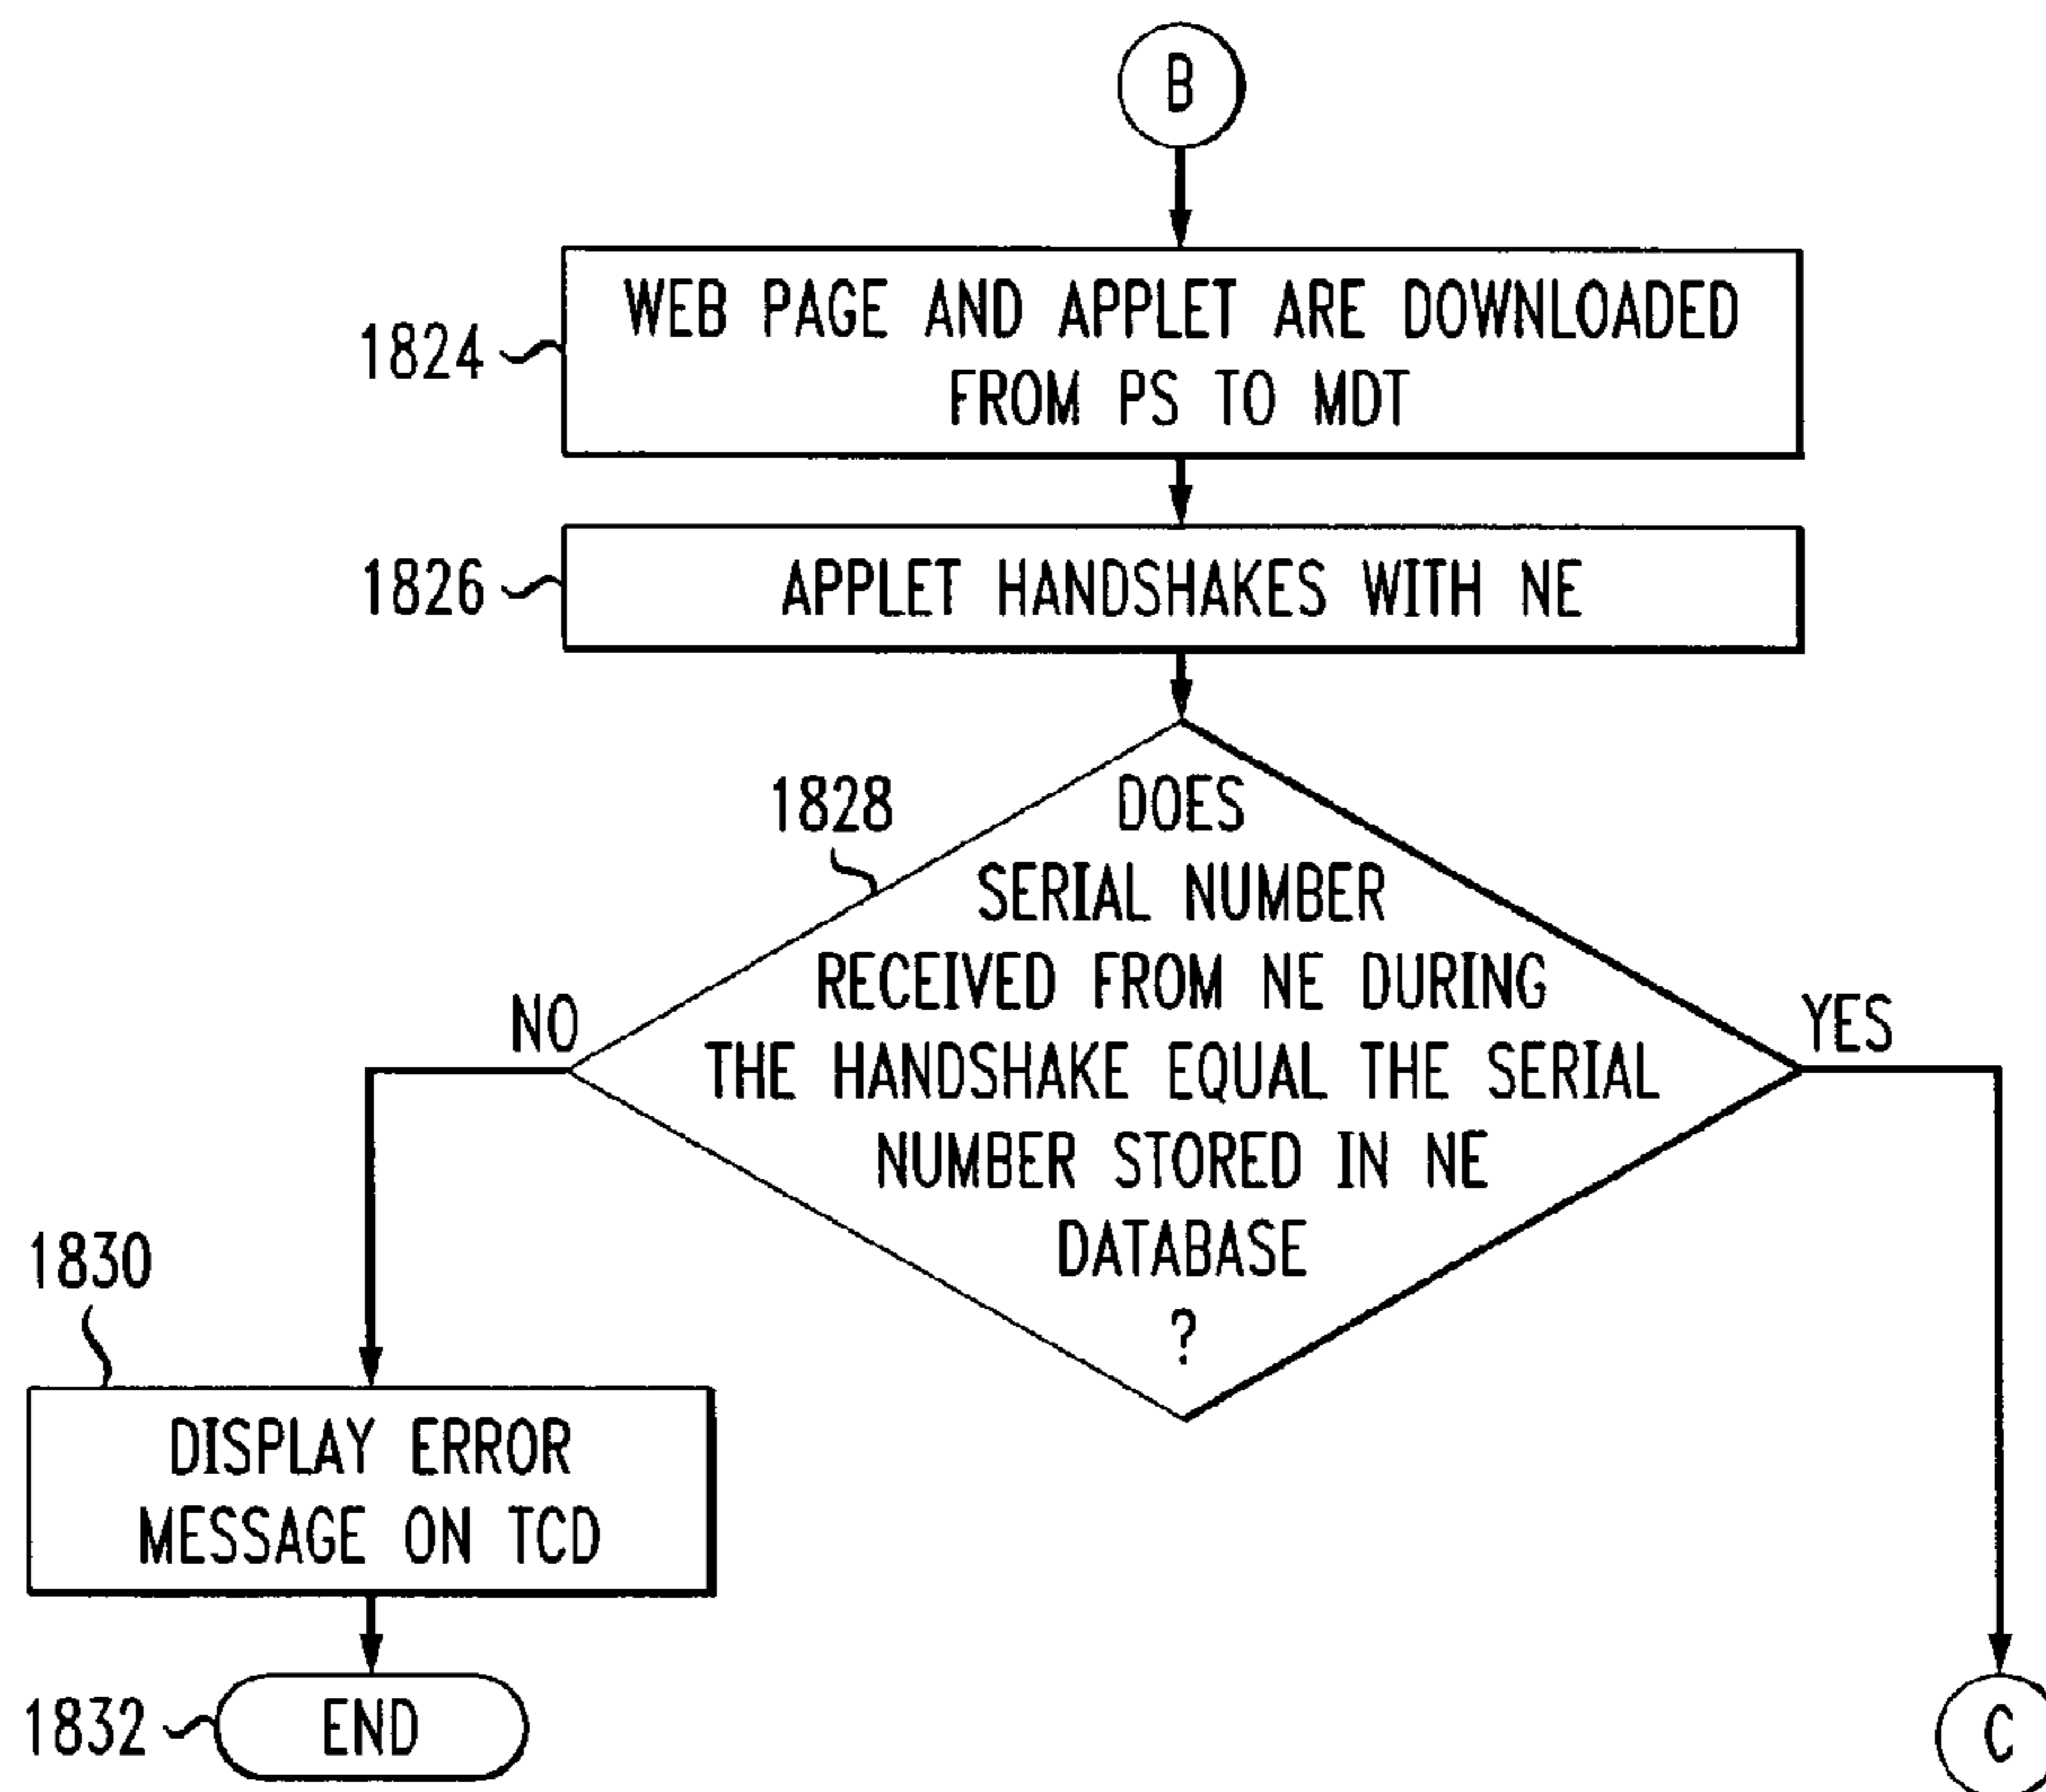 B
1824
WEB PAGE AND APPLET ARE DOWNLOADED
FROM PS TO MDT
1826
APPLET HANDSHAKES WITH NE
1828
DOES
SERIAL NUMBER
RECEIVED FROM NE DURING
THE HANDSHAKE EQUAL THE SERIAL
NUMBER STORED IN NE
DATABASE
?
NO
YES
1830
DISPLAY ERROR
MESSAGE ON TCD
1832
END
C